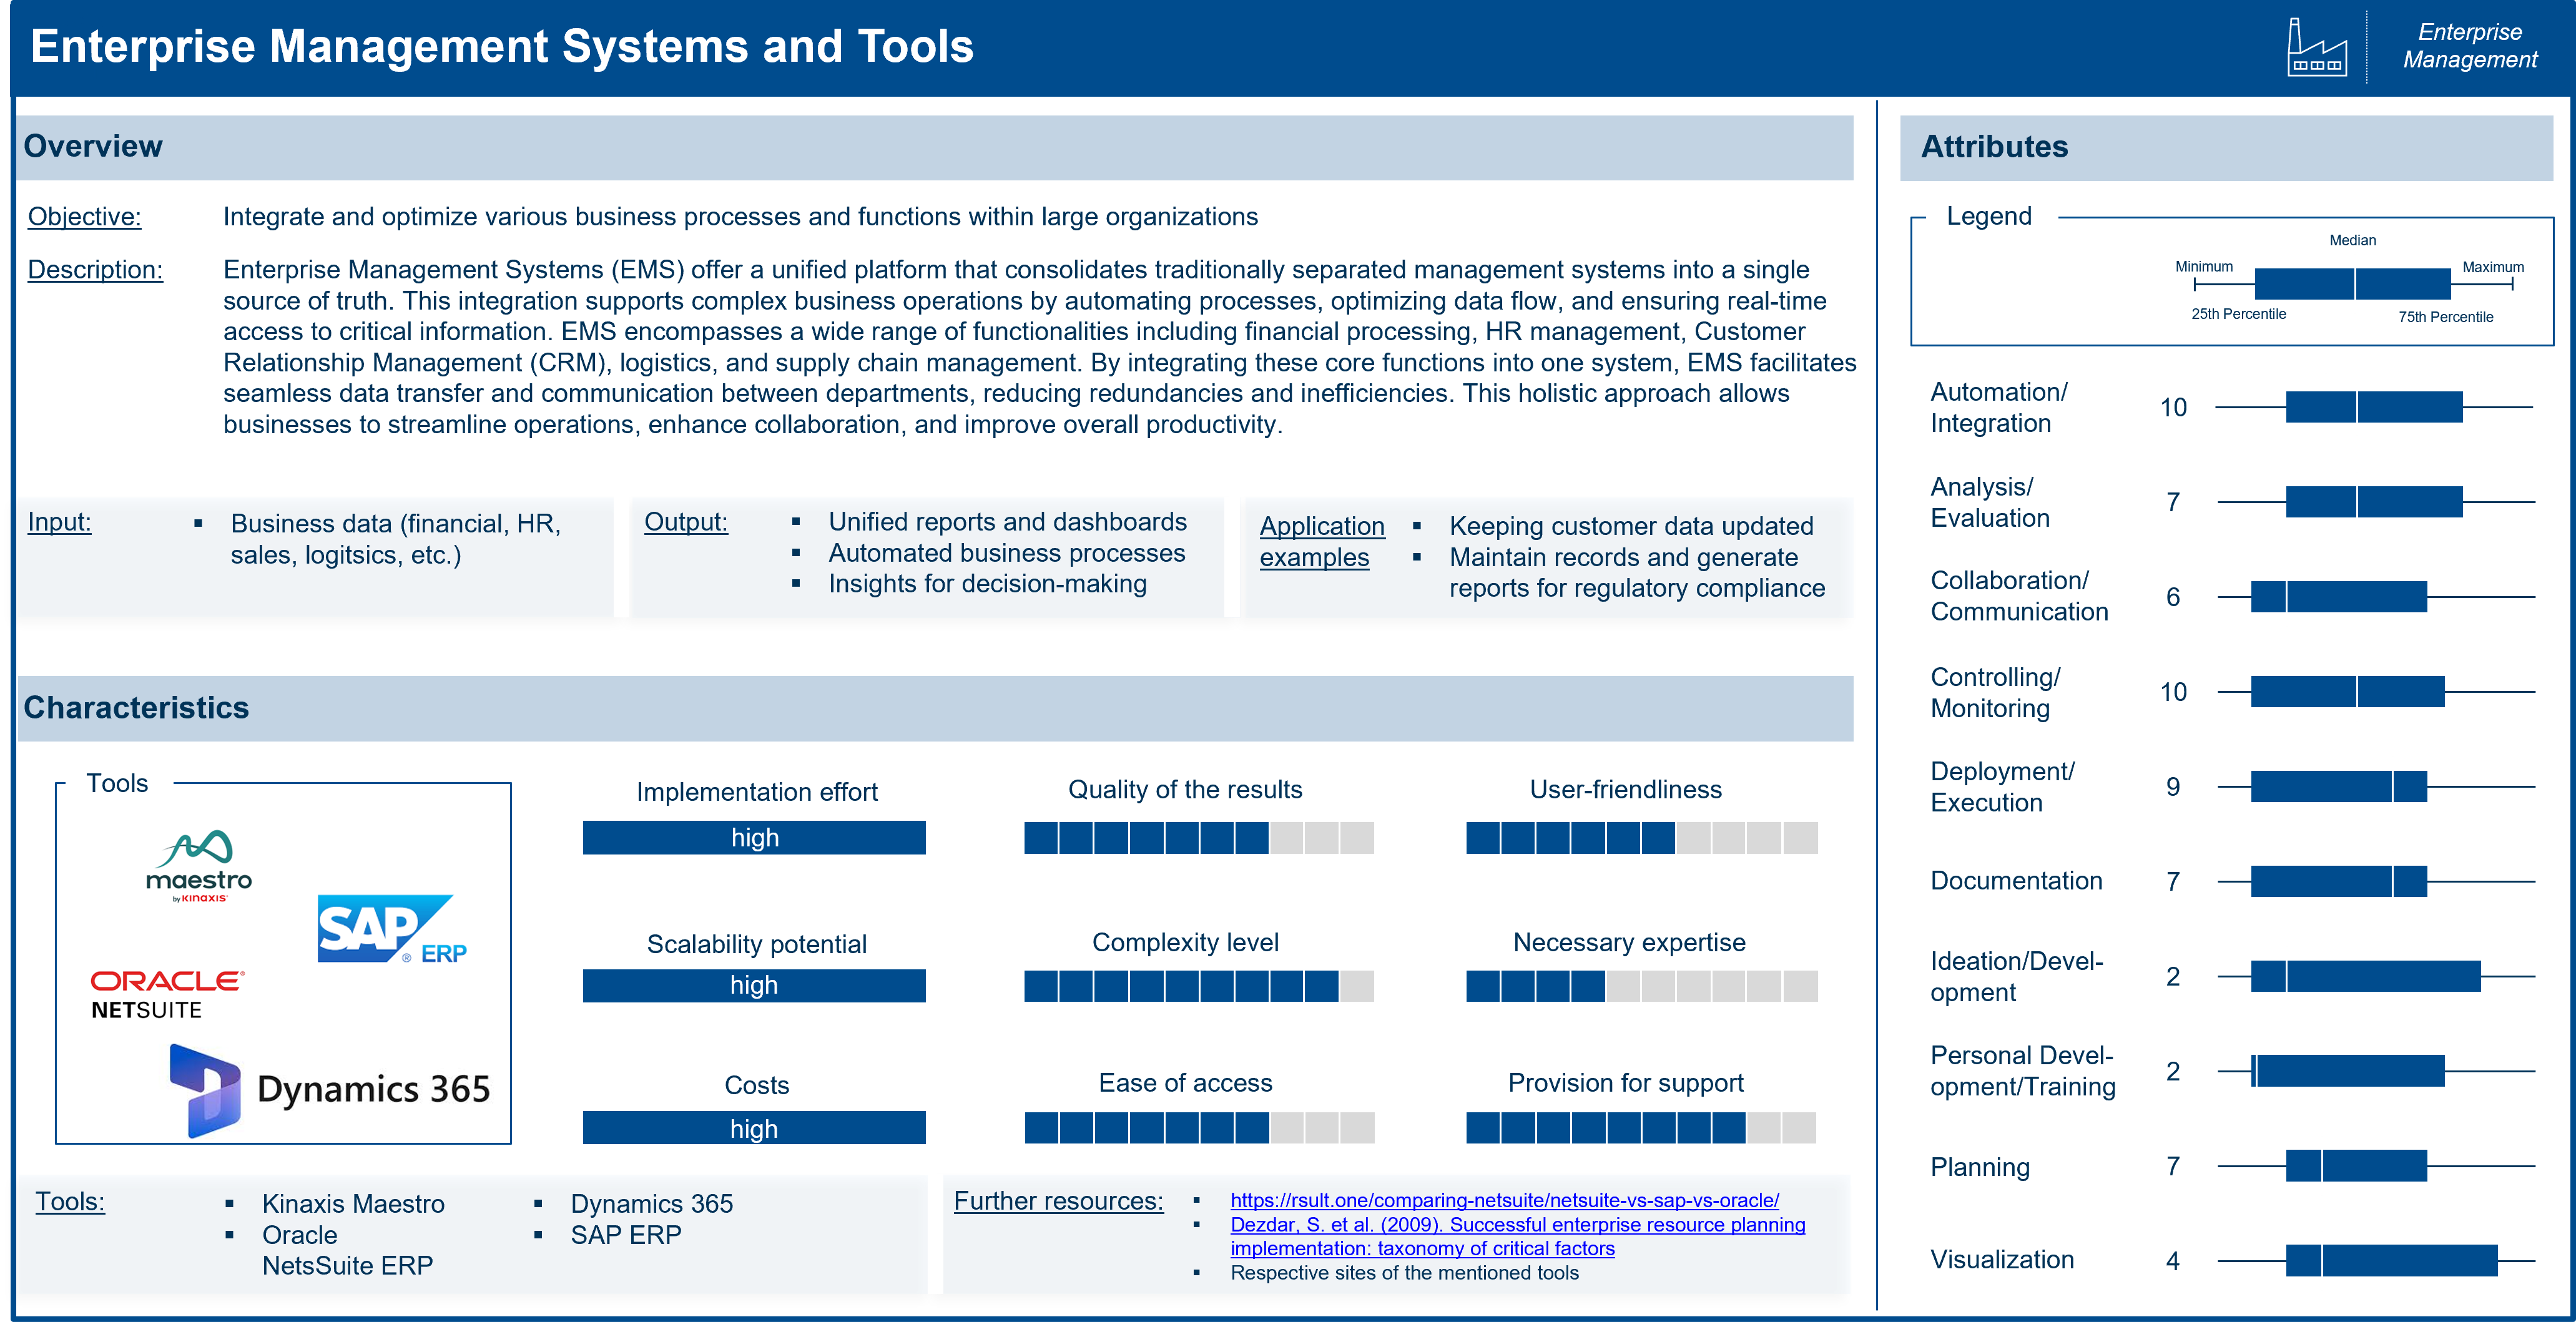 Enterprise Management Systems and Tools
Enterprise
Management
Overview
Objective:
Integrate and optimize various business processes and functions within large organizations
Description:
Enterprise Management Systems (EMS) offer a unified platform that consolidates traditionally separated management systems into a single
source of truth. This integration supports complex business operations by automating processes, optimizing data flow, and ensuring real-time
access to critical information. EMS encompasses a wide range of functionalities including financial processing, HR management, Customer
Relationship Management (CRM), logistics, and supply chain management. By integrating these core functions into one system, EMS facilitates
seamless data transfer and communication between departments, reducing redundancies and inefficiencies. This holistic approach allows
businesses to streamline operations, enhance collaboration, and improve overall productivity.
Input:
▪ Business data (financial, HR,
sales, logitsics, etc.)
Output:
▪ Unified reports and dashboards
▪ Automated business processes
▪ Insights for decision-making
Application
examples
▪ Keeping customer data updated
▪ Maintain records and generate
reports for regulatory compliance
Characteristics
Tools
maestro
by KINAXIS®
SAP® ERP
ORACLE®
NETSUITE
Dynamics 365
Implementation effort
high
Quality of the results
User-friendliness
Scalability potential
high
Complexity level
Necessary expertise
Costs
high
Ease of access
Provision for support
Tools:
▪ Kinaxis Maestro
▪ Oracle
NetsSuite ERP
▪ Dynamics 365
▪ SAP ERP
Further resources:
▪ https://rsult.one/comparing-netsuite/netsuite-vs-sap-vs-oracle/
▪ Dezdar, S. et al. (2009). Successful enterprise resource planning
implementation: taxonomy of critical factors
▪ Respective sites of the mentioned tools
Attributes
Legend
Median
Minimum
Maximum
25th Percentile
75th Percentile
Automation/
Integration
10
Analysis/
Evaluation
7
Collaboration/
Communication
6
Controlling/
Monitoring
10
Deployment/
Execution
9
Documentation
7
Ideation/Devel-
opment
2
Personal Devel-
opment/Training
2
Planning
7
Visualization
4